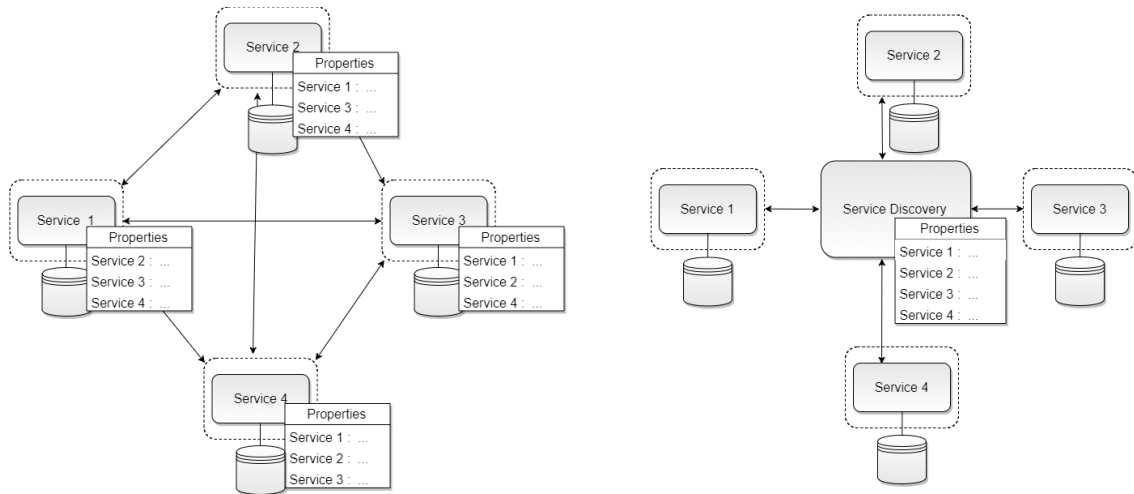 Service 2
Properties
Service 1 : ...
Service 3 : ...
Service 4 : ...
Service 1
Properties
Service 2 : ...
Service 3 : ...
Service 4 : ...
Service 3
Properties
Service 1 : ...
Service 2 : ...
Service 4 : ...
Service 4
Properties
Service 1 : ...
Service 2 : ...
Service 3 : ...
Service 2
Service 1
Service Discovery
Service 3
Properties
Service 1 : ...
Service 2 : ...
Service 3 : ...
Service 4 : ...
Service 4